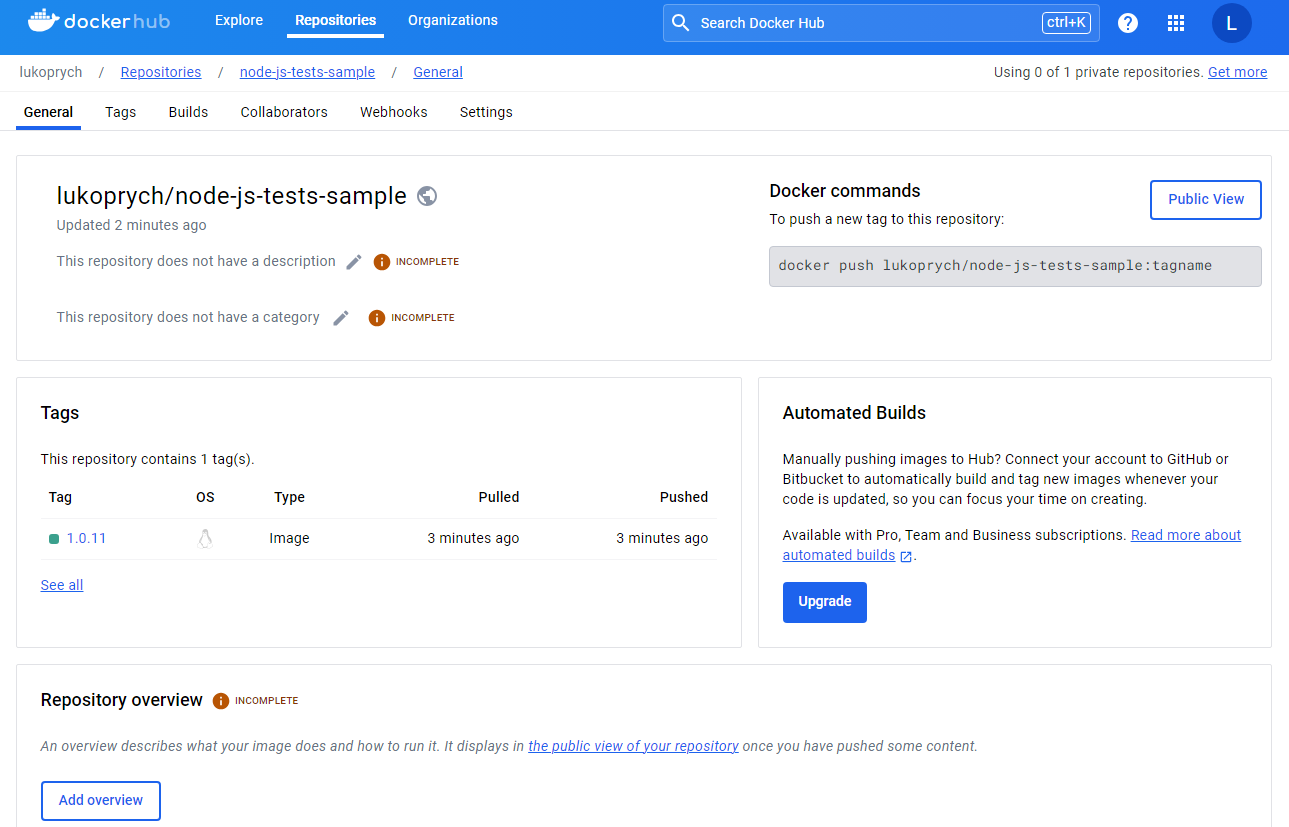 docker hub Explore Repositories Organizations Search Docker Hub ctrl+K ? L
lukoprych / Repositories / node-js-tests-sample / General Using 0 of 1 private repositories. Get more
General Tags Builds Collaborators Webhooks Settings
lukoprych/node-js-tests-sample
Updated 2 minutes ago
This repository does not have a description INCOMPLETE
This repository does not have a category INCOMPLETE
Docker commands
To push a new tag to this repository:
Public View
docker push lukoprych/node-js-tests-sample:tagname
Tags
This repository contains 1 tag(s).
Tag OS Type Pulled Pushed
1.0.11 Image 3 minutes ago 3 minutes ago
See all
Automated Builds
Manually pushing images to Hub? Connect your account to GitHub or
Bitbucket to automatically build and tag new images whenever your
code is updated, so you can focus your time on creating.
Available with Pro, Team and Business subscriptions. Read more about
automated builds .
Upgrade
Repository overview INCOMPLETE
An overview describes what your image does and how to run it. It displays in the public view of your repository once you have pushed some content.
Add overview